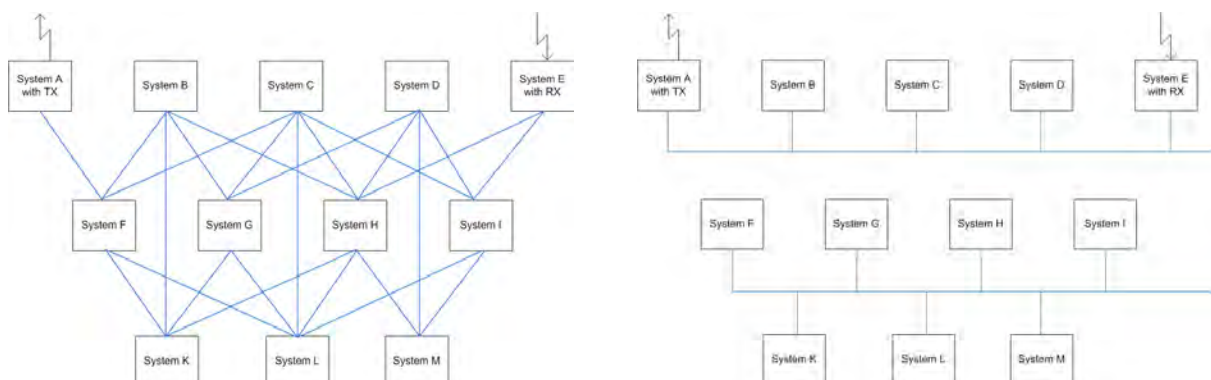 System A
with TX
System B
System C
System D
System E
with RX
System F
System G
System H
System I
System K
System L
System M
System A
with TX
System B
System C
System D
System E
with RX
System F
System G
System H
System I
System K
System L
System M